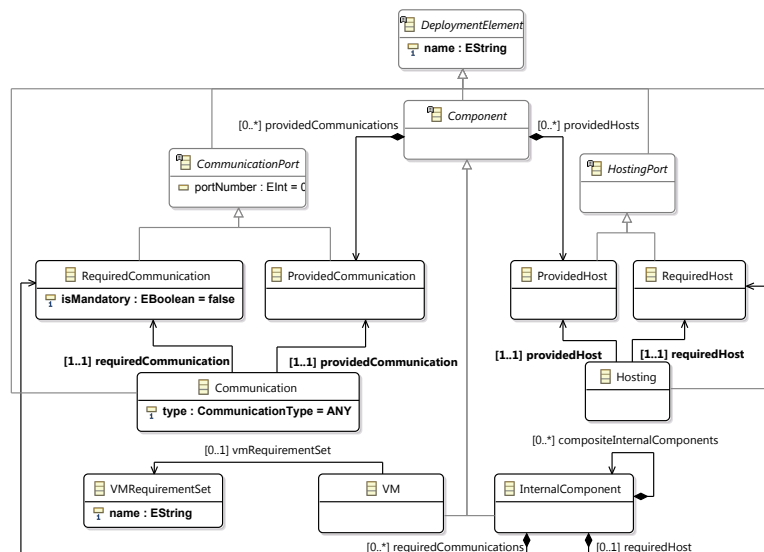 DeploymentElement
name : EString
Component
[0..*] providedCommunications
[0..*] providedHosts
CommunicationPort
portNumber : EInt = 0
HostingPort
RequiredCommunication
isMandatory : EBoolean = false
ProvidedCommunication
ProvidedHost
RequiredHost
[1..1] requiredCommunication
[1..1] providedCommunication
[1..1] providedHost
[1..1] requiredHost
Communication
type : CommunicationType = ANY
Hosting
[0..*] compositeInternalComponents
[0..1] vmRequirementSet
VMRequirementSet
name : EString
VM
InternalComponent
[0..*] requiredCommunications
[0..1] requiredHost